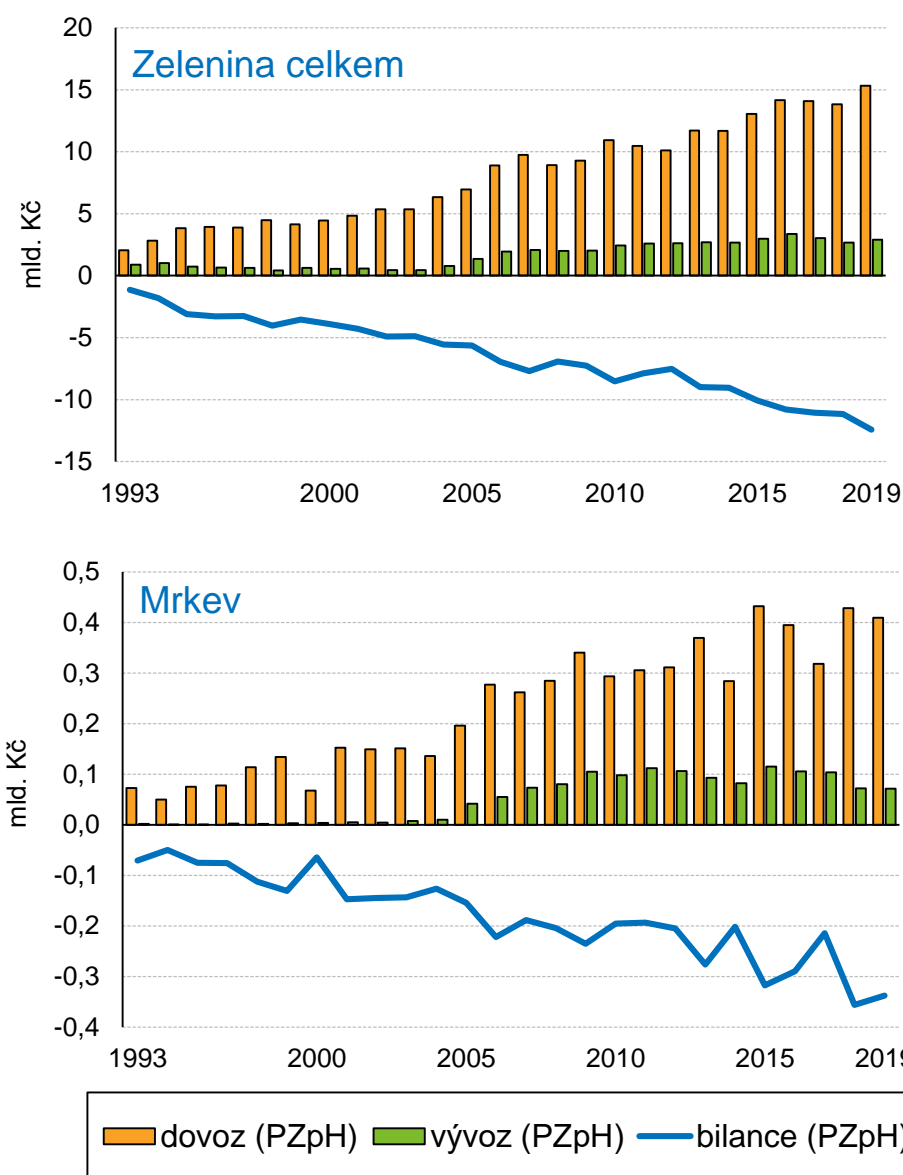 20
Zelenina celkem
15
10
5
0
-5
-10
-15
mld. Kč
1993 2000 2005 2010 2015 2019
0,5
Mrkev
0,4
0,3
0,2
0,1
0,0
-0,1
-0,2
-0,3
-0,4
mld. Kč
1993 2000 2005 2010 2015 2019
dovoz (PZpH) vývoz (PZpH) bilance (PZpH)